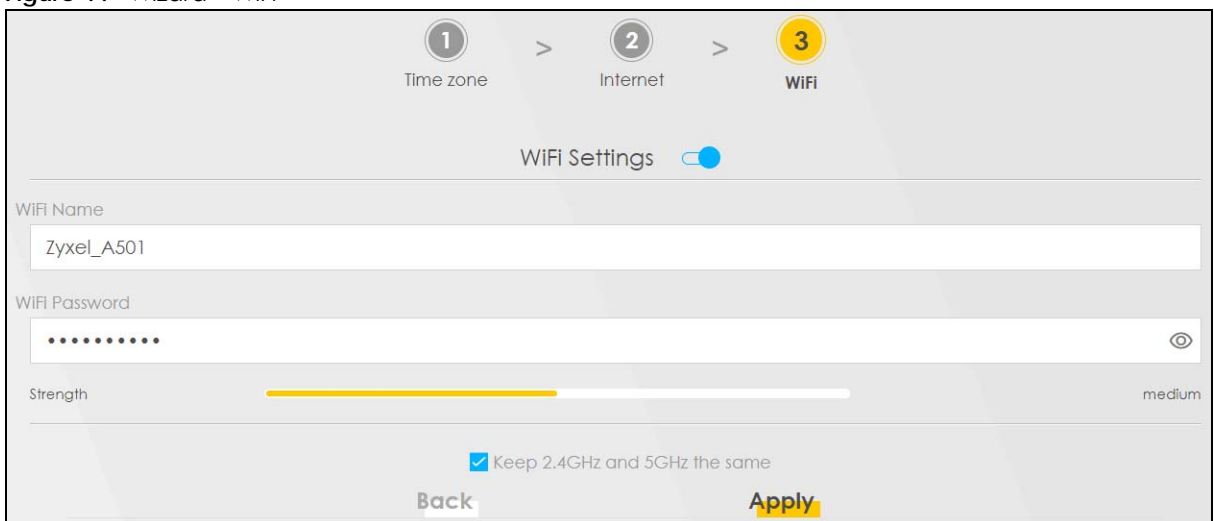 1 > 2 > 3
Time zone Internet WiFi
WiFi Settings
WiFi Name
Zyxel_A501
WiFi Password
••••••••••
Strength medium
Keep 2.4GHz and 5GHz the same
Back Apply